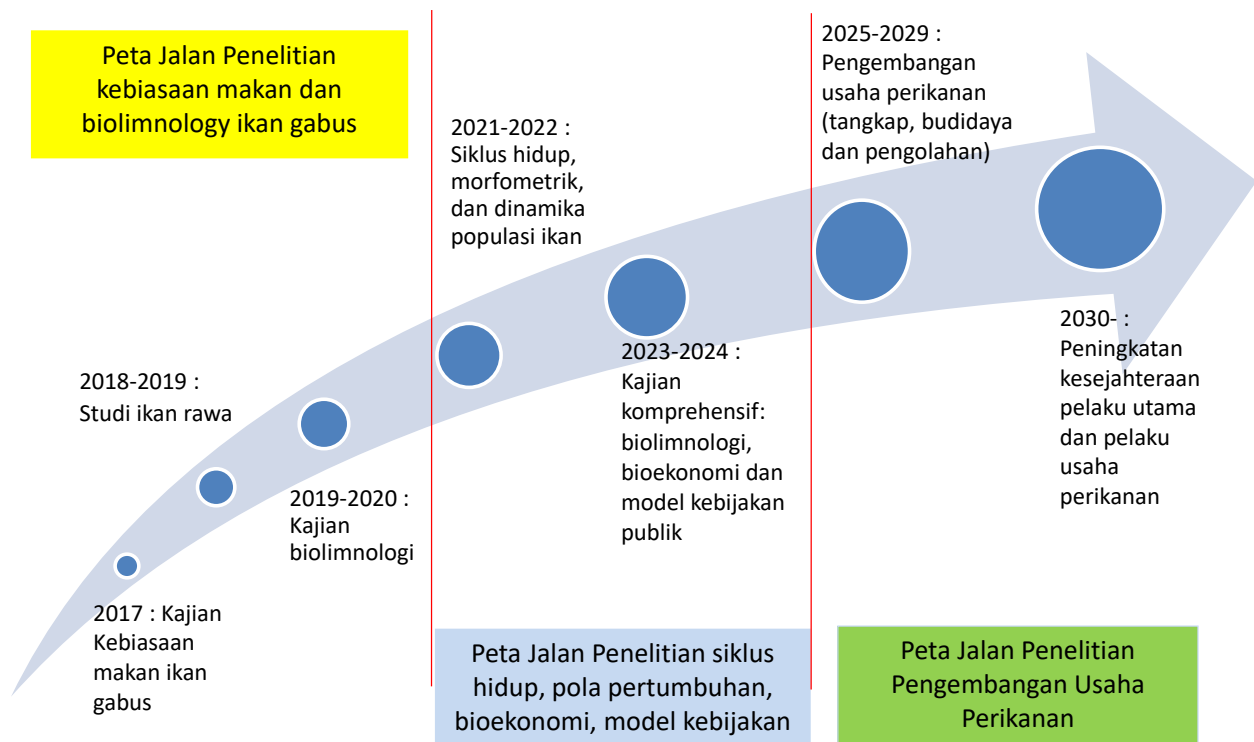 Peta Jalan Penelitian
kebiasaan makan dan
biolimnology ikan gabus
2017 : Kajian
Kebiasaan
makan ikan
gabus
2018-2019 :
Studi ikan rawa
2019-2020 :
Kajian
biolimnologi
2021-2022 :
Siklus hidup,
morfometrik,
dan dinamika
populasi ikan
2023-2024 :
Kajian
komprehensif:
biolimnologi,
bioekonomi dan
model kebijakan
publik
2025-2029 :
Pengembangan
usaha perikanan
(tangkap, budidaya
dan pengolahan)
2030- :
Peningkatan
kesejahteraan
pelaku utama
dan pelaku
usaha
perikanan
Peta Jalan Penelitian siklus
hidup, pola pertumbuhan,
bioekonomi, model kebijakan
Peta Jalan Penelitian
Pengembangan Usaha
Perikanan